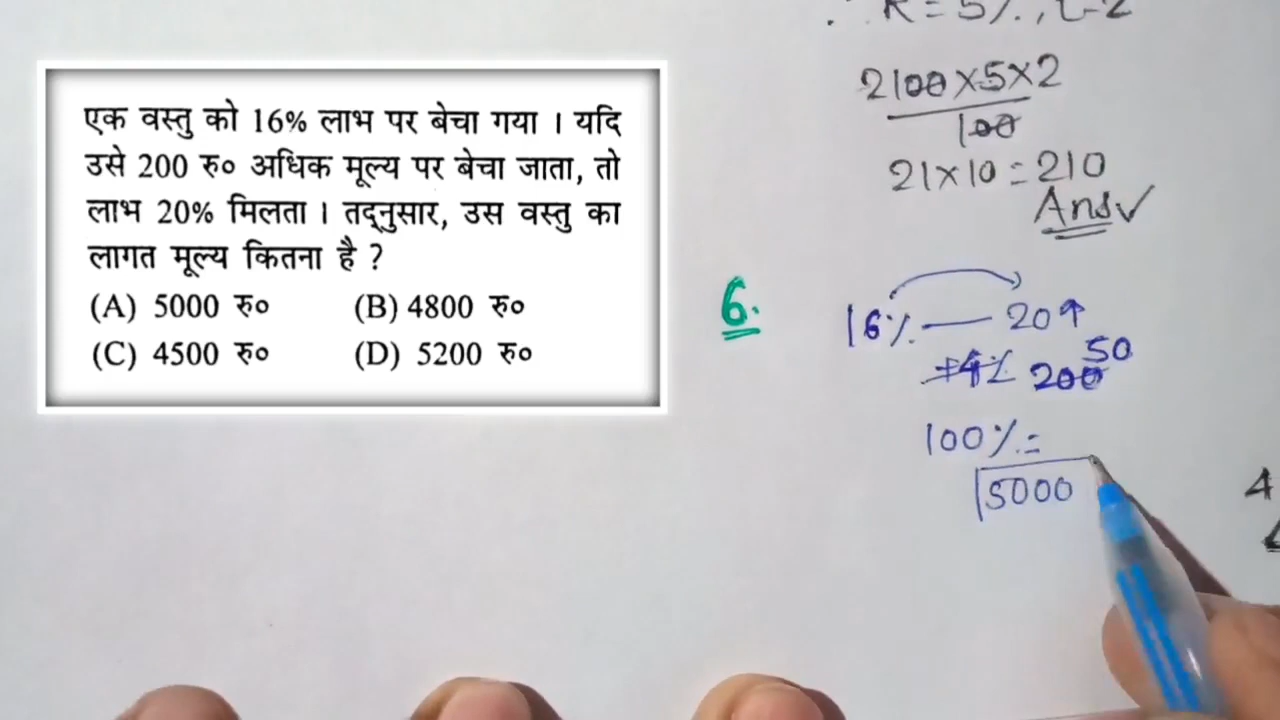 एक वस्तु को 16% लाभ पर बेचा गया । यदि
उसे 200 रु० अधिक मूल्य पर बेचा जाता, तो
लाभ 20% मिलता । तद्नुसार, उस वस्तु का
लागत मूल्य कितना है ?
(A) 5000 रु० (B) 4800 रु०
(C) 4500 रु० (D) 5200 रु०
2100×5×2
100
21×10=210
Ans✓
6.
16% — 20↑
50
+4% 200
100%=
5000
4